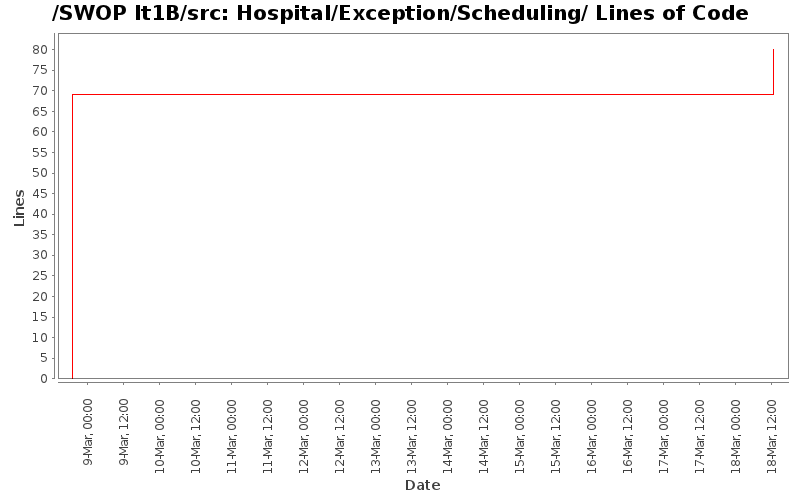 /SWOP It1B/src: Hospital/Exception/Scheduling/ Lines of Code
80
75
70
65
60
55
50
45
40
35
30
25
20
15
10
5
0
Lines
9-Mar, 00:00
9-Mar, 12:00
10-Mar, 00:00
10-Mar, 12:00
11-Mar, 00:00
11-Mar, 12:00
12-Mar, 00:00
12-Mar, 12:00
13-Mar, 00:00
13-Mar, 12:00
14-Mar, 00:00
14-Mar, 12:00
15-Mar, 00:00
15-Mar, 12:00
16-Mar, 00:00
16-Mar, 12:00
17-Mar, 00:00
17-Mar, 12:00
18-Mar, 00:00
18-Mar, 12:00
Date